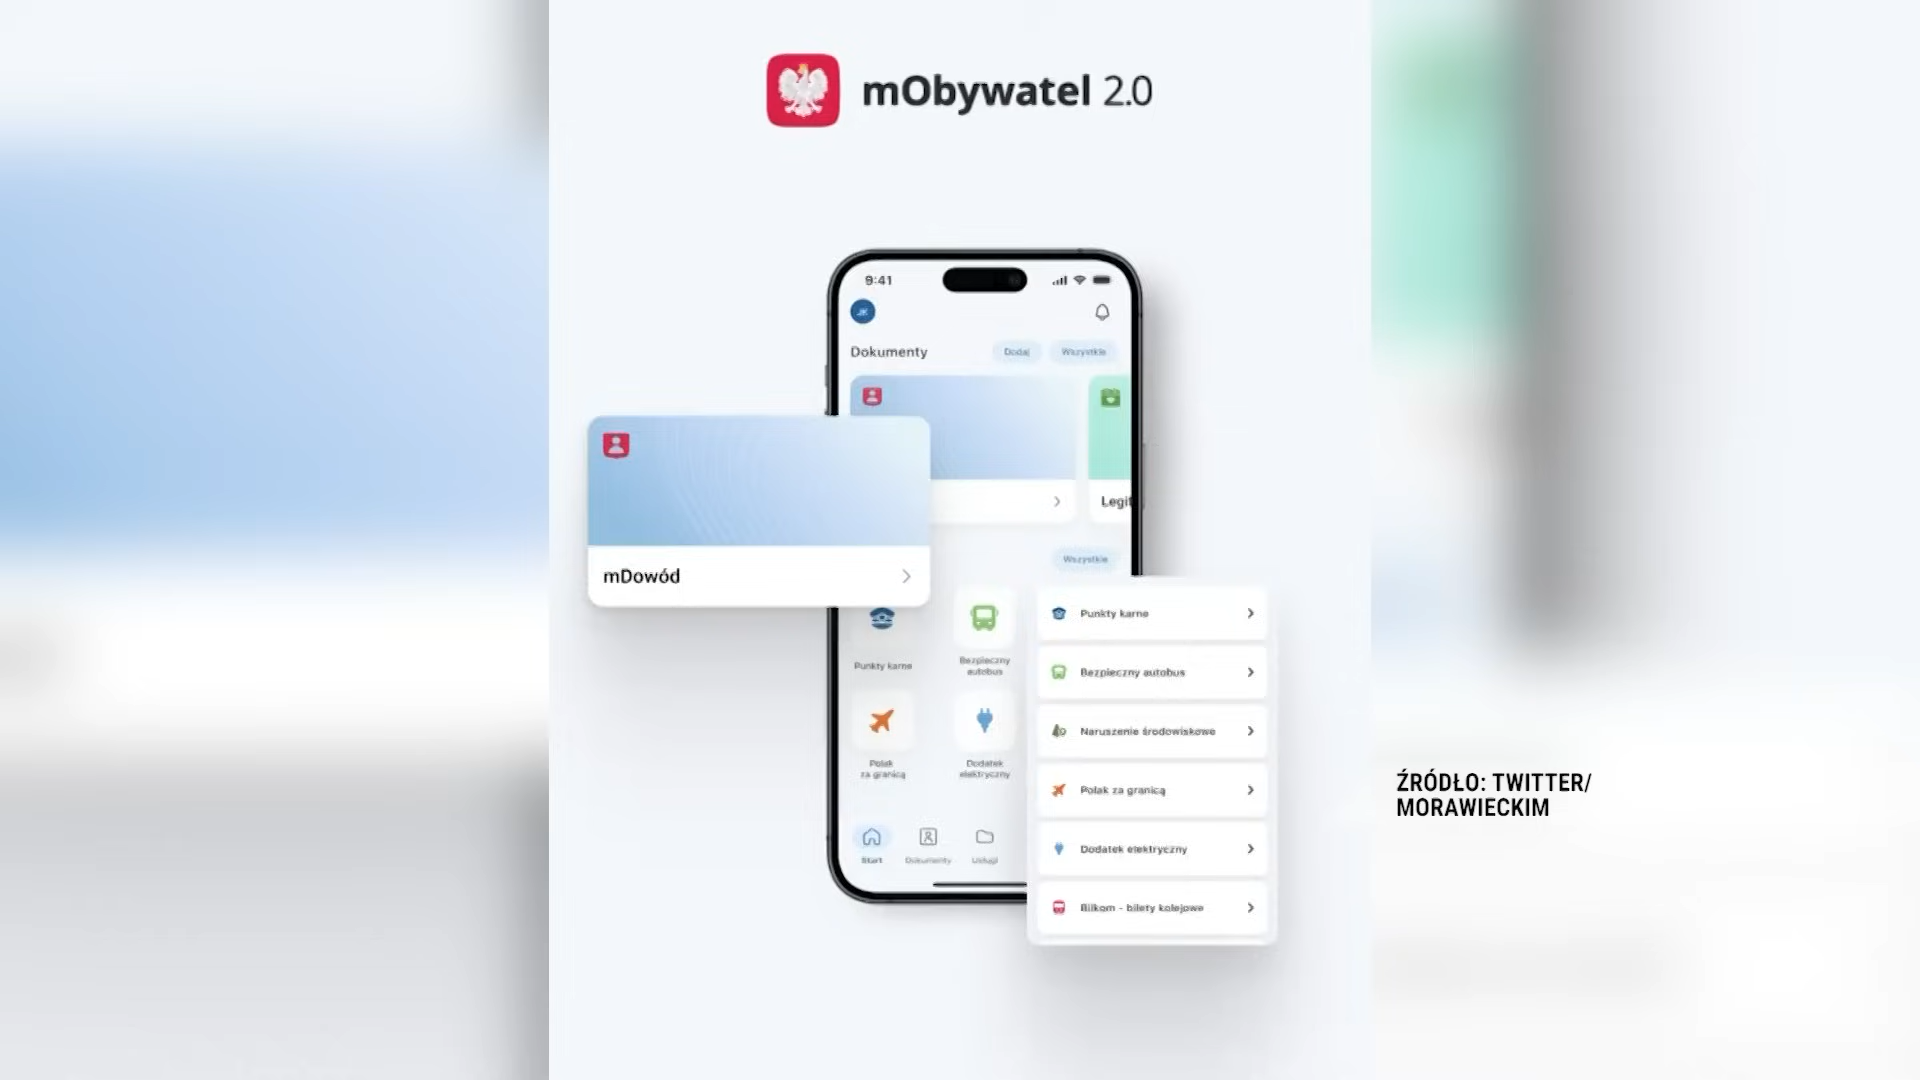 mObywatel 2.0
9:41
JK
Dokumenty
Dodaj
Wszystkie
Legit
mDowód
Wszystkie
Punkty karne
Bezpieczny
autobus
Polak
za granicą
Dodatek
elektryczny
Start
Dokumenty
Usługi
Punkty karne
Bezpieczny autobus
Naruszenie środowiskowe
Polak za granicą
Dodatek elektryczny
Bilkom - bilety kolejowe
ŹRÓDŁO: TWITTER/
MORAWIECKIM